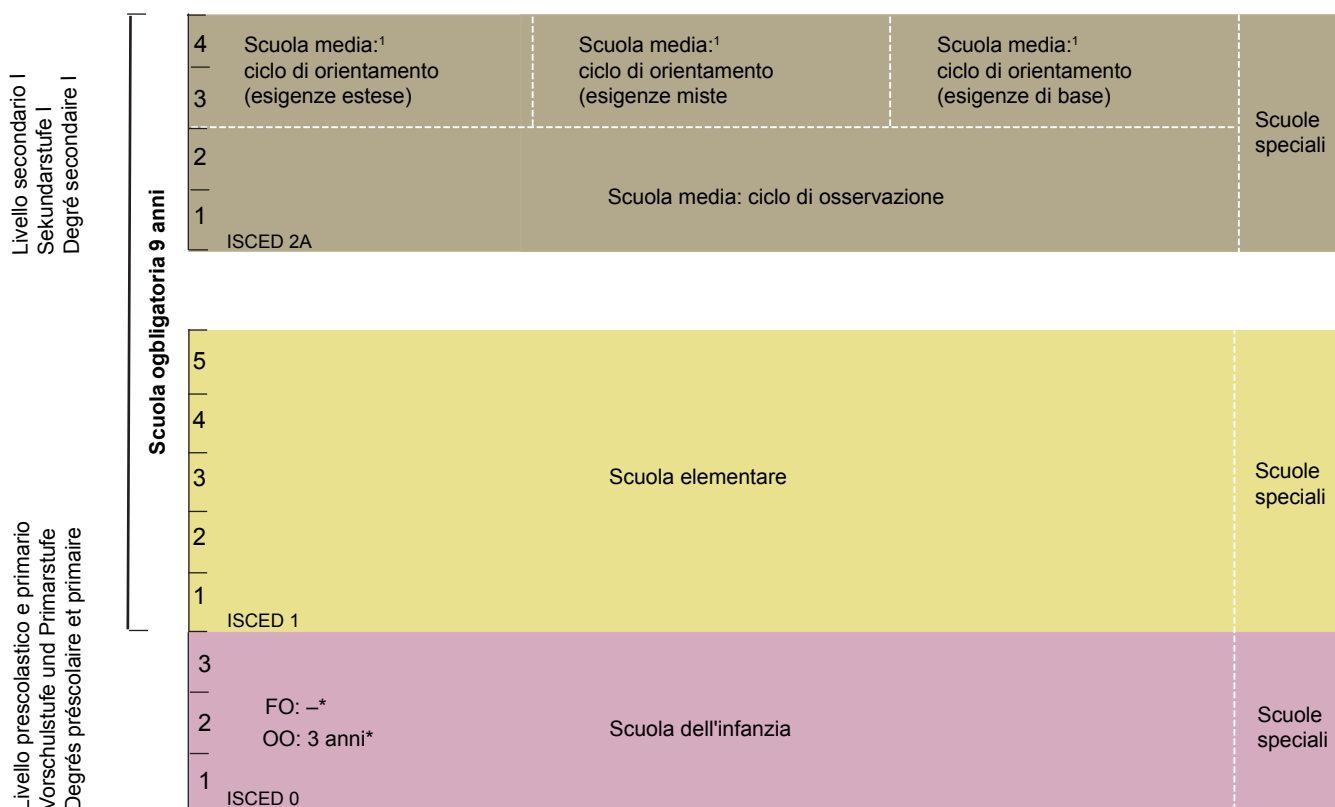 Livello secondario I
Sekundarstufe I
Degré secondaire I
Scuola ogbligatoria 9 anni
4
3
2
1
Scuola media:¹
ciclo di orientamento
(esigenze estese)
Scuola media:¹
ciclo di orientamento
(esigenze miste
Scuola media:¹
ciclo di orientamento
(esigenze di base)
Scuole
speciali
Scuola media: ciclo di osservazione
ISCED 2A
5
4
3
2
1
Scuola elementare
Scuole
speciali
ISCED 1
Livello prescolastico e primario
Vorschulstufe und Primarstufe
Degrés préscolaire et primaire
3
2
1
FO: –*
OO: 3 anni*
Scuola dell'infanzia
Scuole
speciali
ISCED 0